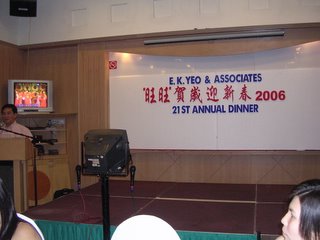 E. K. YEO & ASSOCIATES
"旺旺"賀歲迎新春 2006
21ST ANNUAL DINNER